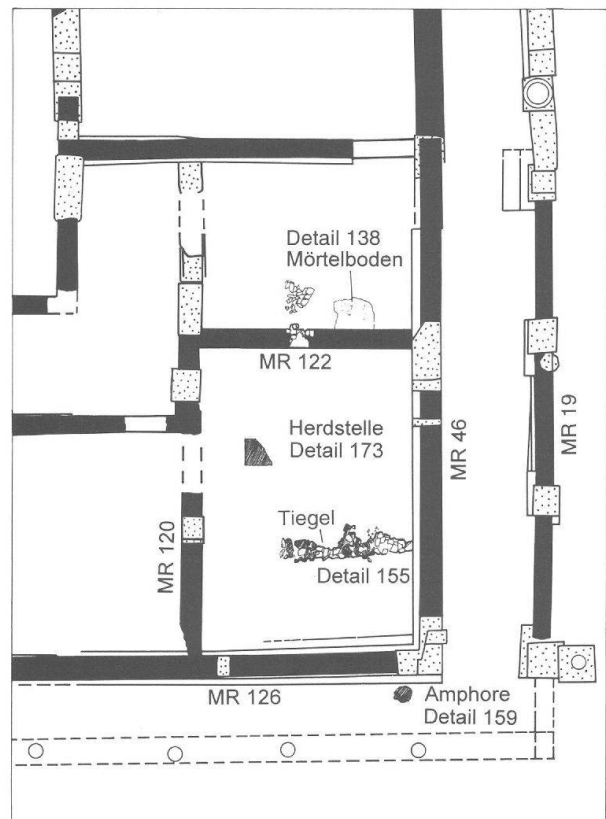 Detail 138
Mörtelboden
MR 122
MR 46
MR 19
Herdstelle
Detail 173
MR 120
Tiegel
Detail 155
MR 126
Amphore
Detail 159